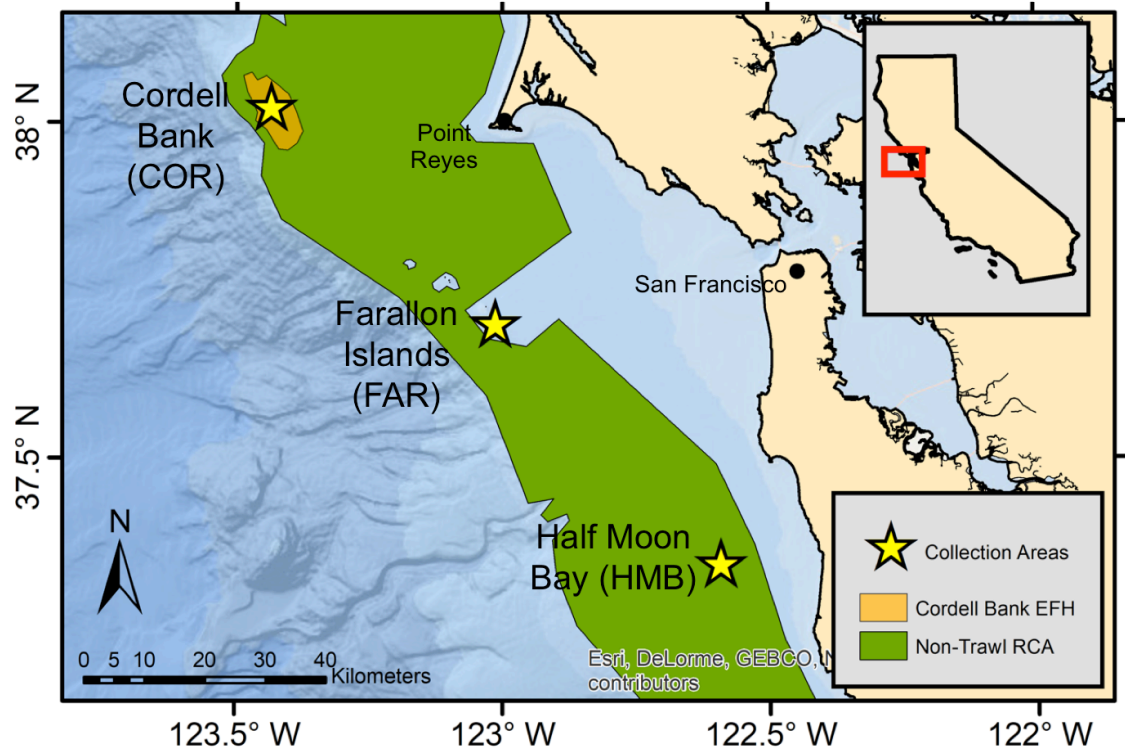 Cordell
Bank
(COR)
Point
Reyes
San Francisco
Farallon
Islands
(FAR)
Half Moon
Bay (HMB)
38° N
37.5° N
N
0 5 10 20 30 40
Kilometers
Esri, DeLorme, GEBCO,
contributors
Collection Areas
Cordell Bank EFH
Non-Trawl RCA
123.5° W 123° W 122.5° W 122° W